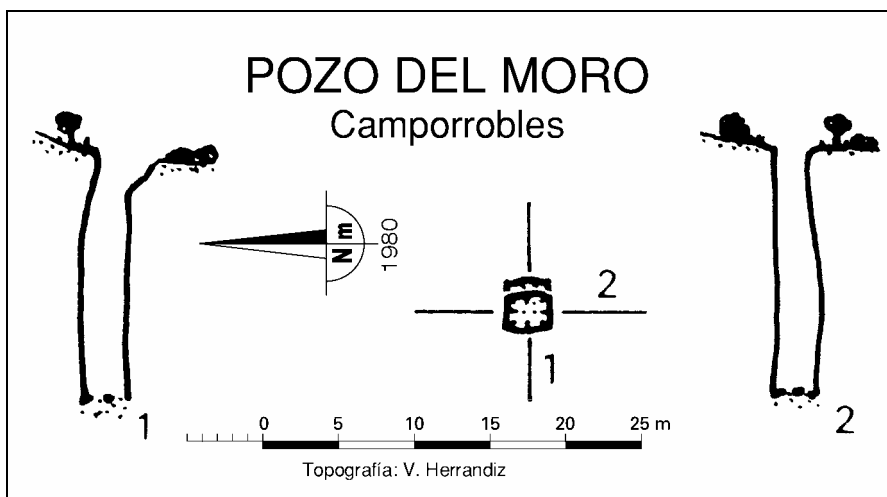 POZO DEL MORO
Camporrobles
N m
1980
2
1
1
2
0 5 10 15 20 25 m
Topografía: V. Herrandiz